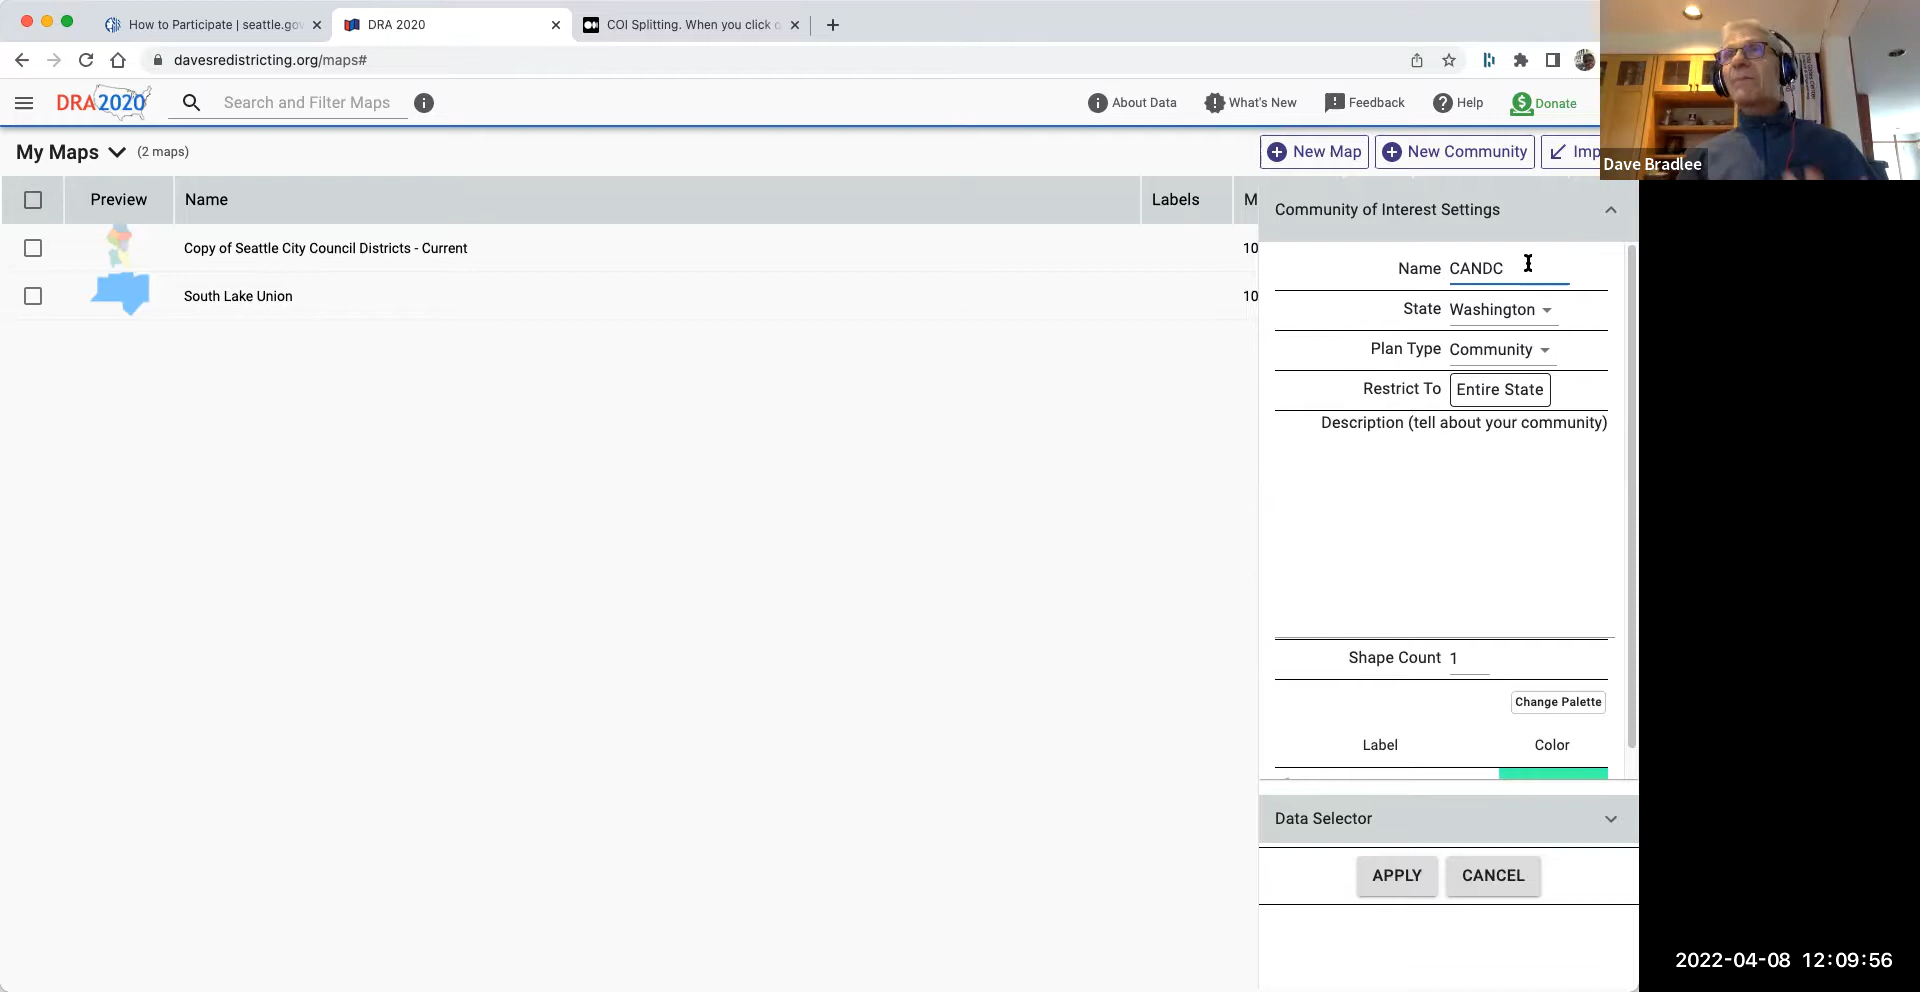 How to Participate | seattle.gov
DRA 2020
COI Splitting. When you click o
davesredistricting.org/maps#
DRA2020
Search and Filter Maps
About Data
What's New
Feedback
Help
Donate
My Maps (2 maps)
New Map
New Community
Imp
Dave Bradlee
Preview Name Labels M
Copy of Seattle City Council Districts - Current 10
South Lake Union 10
Community of Interest Settings
Name CANDC
State Washington
Plan Type Community
Restrict To Entire State
Description (tell about your community)
Shape Count 1
Change Palette
Label Color
Data Selector
APPLY CANCEL
2022-04-08 12:09:56